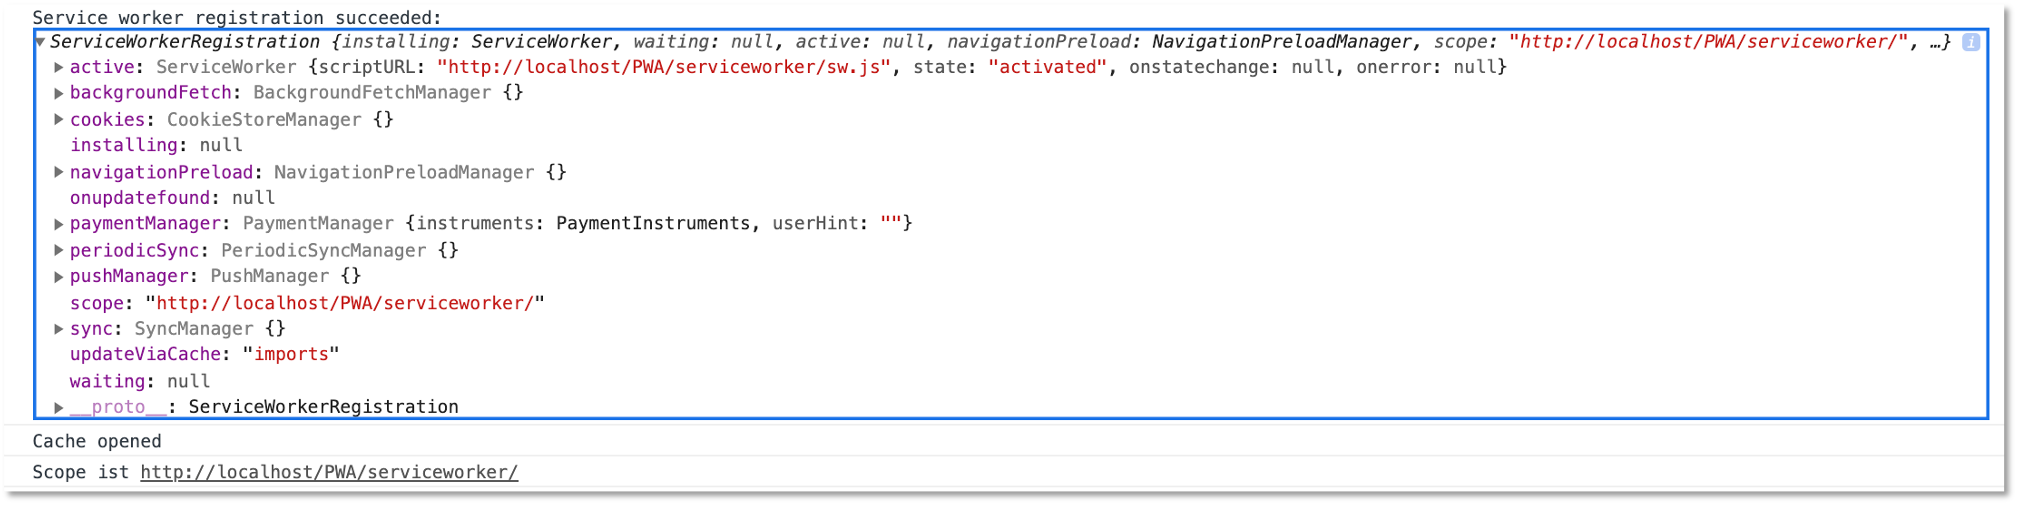 Service worker registration succeeded:
▼ServiceWorkerRegistration {installing: ServiceWorker, waiting: null, active: null, navigationPreload: NavigationPreloadManager, scope: "http://localhost/PWA/serviceworker/", …} i
▶active: ServiceWorker {scriptURL: "http://localhost/PWA/serviceworker/sw.js", state: "activated", onstatechange: null, onerror: null}
▶backgroundFetch: BackgroundFetchManager {}
▶cookies: CookieStoreManager {}
installing: null
▶navigationPreload: NavigationPreloadManager {}
onupdatefound: null
▶paymentManager: PaymentManager {instruments: PaymentInstruments, userHint: ""}
▶periodicSync: PeriodicSyncManager {}
▶pushManager: PushManager {}
scope: "http://localhost/PWA/serviceworker/"
▶sync: SyncManager {}
updateViaCache: "imports"
waiting: null
▶__proto__: ServiceWorkerRegistration
Cache opened
Scope ist http://localhost/PWA/serviceworker/